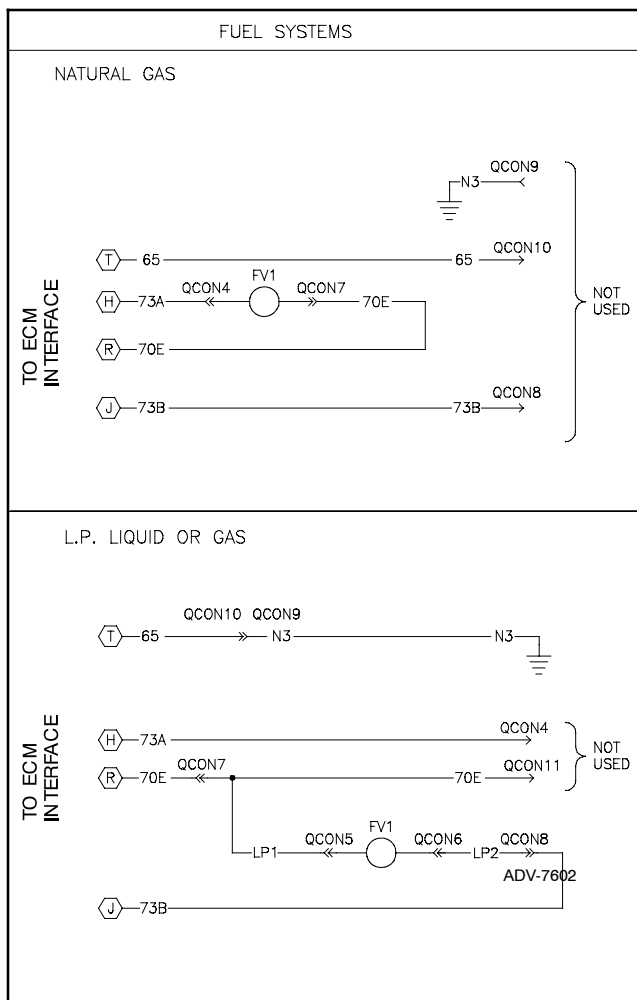 FUEL SYSTEMS
NATURAL GAS
QCON9
N3
T 65 65 QCON10
FV1
H 73A QCON4 QCON7 70E
NOT
USED
TO ECM
INTERFACE
R 70E
J 73B 73B QCON8
L.P. LIQUID OR GAS
QCON10 QCON9
T 65 N3 N3
H 73A QCON4
R 70E QCON7 70E QCON11
NOT
USED
TO ECM
INTERFACE
FV1
LP1 QCON5 QCON6 LP2 QCON8
ADV-7602
J 73B